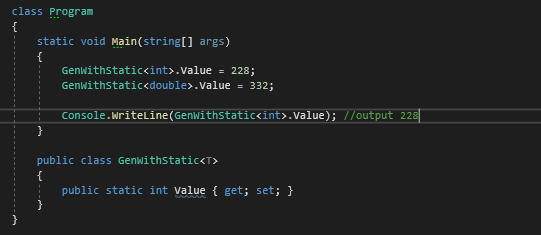 class Program
{
static void Main(string[] args)
{
GenWithStatic<int>.Value = 228;
GenWithStatic<double>.Value = 332;
Console.WriteLine(GenWithStatic<int>.Value); //output 228
}
public class GenWithStatic<T>
{
public static int Value { get; set; }
}
}